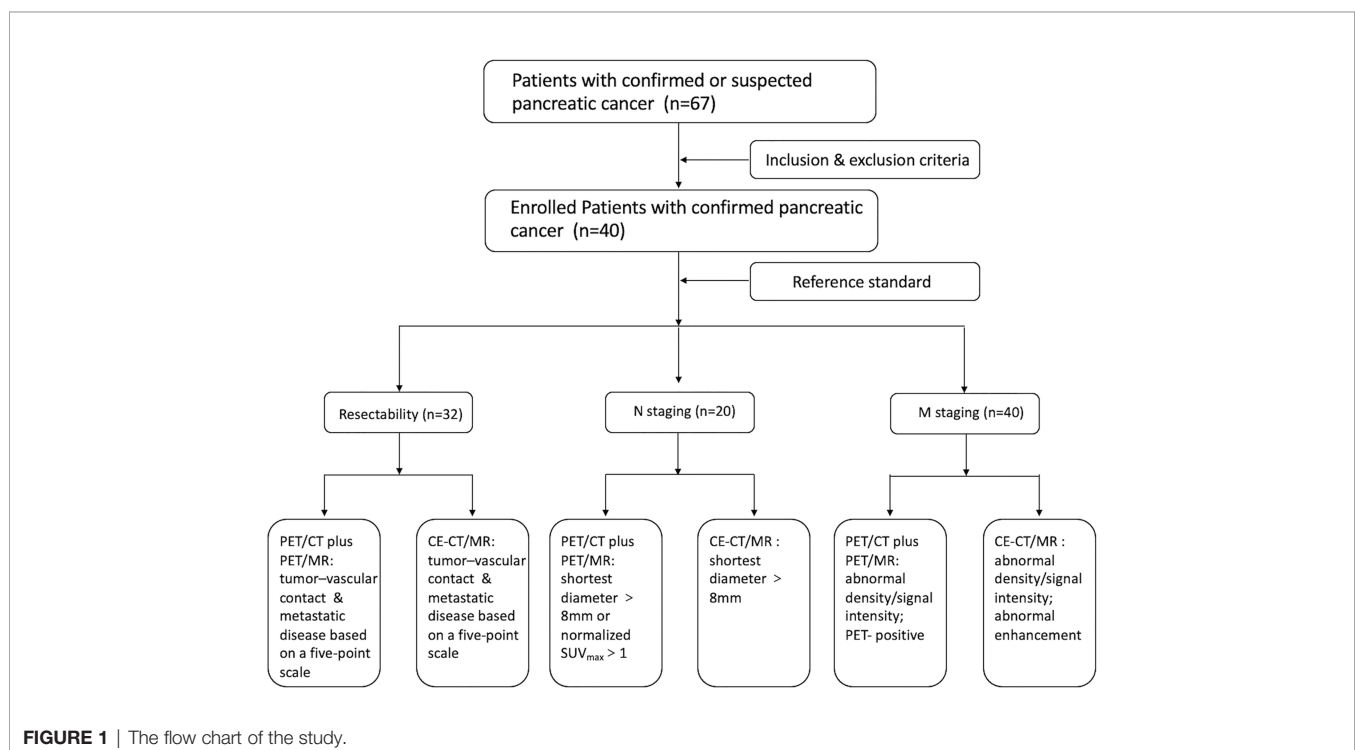 Patients with confirmed or suspected
pancreatic cancer (n=67)
Inclusion & exclusion criteria
Enrolled Patients with confirmed pancreatic
cancer (n=40)
Reference standard
Resectability (n=32)
N staging (n=20)
M staging (n=40)
PET/CT plus
PET/MR:
tumor–vascular
contact &
metastatic
disease based
on a five-point
scale
CE-CT/MR:
tumor–vascular
contact &
metastatic
disease based
on a five-point
scale
PET/CT plus
PET/MR:
shortest
diameter >
8mm or
normalized
SUVmax > 1
CE-CT/MR :
shortest
diameter >
8mm
PET/CT plus
PET/MR:
abnormal
density/signal
intensity;
PET- positive
CE-CT/MR :
abnormal
density/signal
intensity;
abnormal
enhancement
FIGURE 1 | The flow chart of the study.